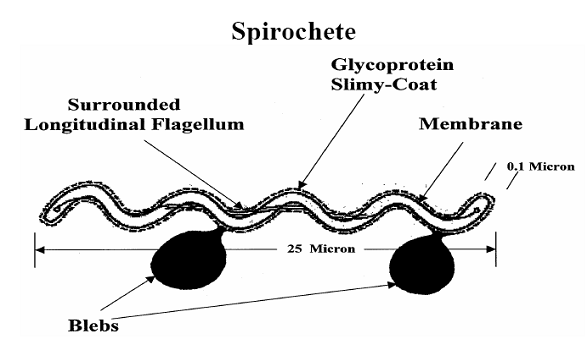 Spirochete
Glycoprotein
Slimy-Coat
Surrounded
Longitudinal Flagellum
Membrane
0.1 Micron
25 Micron
Blebs